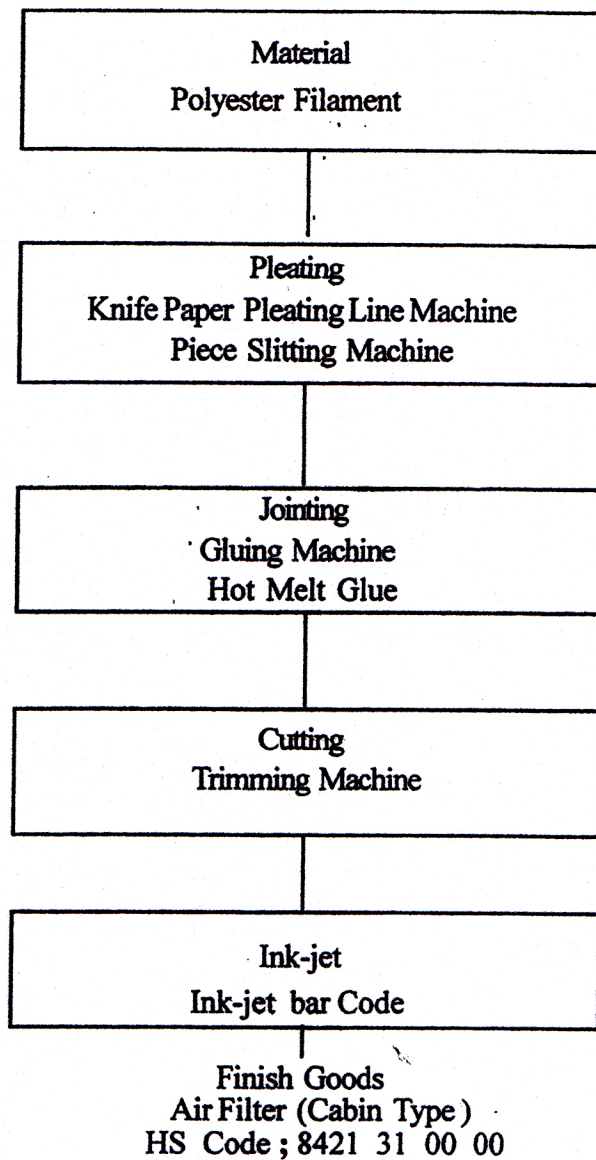 Material
Polyester Filament
Pleating
Knife Paper Pleating Line Machine
Piece Slitting Machine
Jointing
Gluing Machine
Hot Melt Glue
Cutting
Trimming Machine
Ink-jet
Ink-jet bar Code
Finish Goods
Air Filter (Cabin Type)
HS Code ; 8421 31 00 00